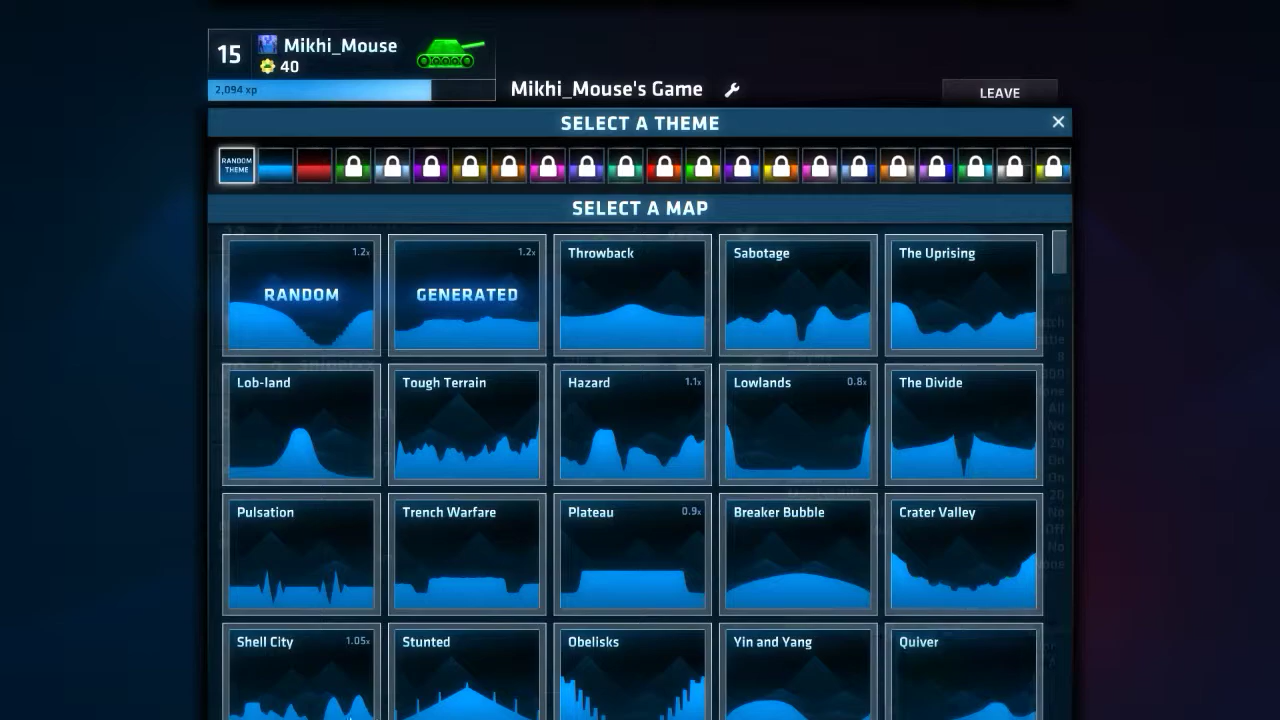 15
Mikhi_Mouse
40
2,094 xp
Mikhi_Mouse's Game
LEAVE
SELECT A THEME
RANDOM
THEME
SELECT A MAP
1.2x
RANDOM
1.2x
GENERATED
Throwback
Sabotage
The Uprising
Lob-land
Tough Terrain
Hazard
1.1x
Lowlands
0.8x
The Divide
Pulsation
Trench Warfare
Plateau
0.9x
Breaker Bubble
Crater Valley
Shell City
1.05x
Stunted
Obelisks
Yin and Yang
Quiver